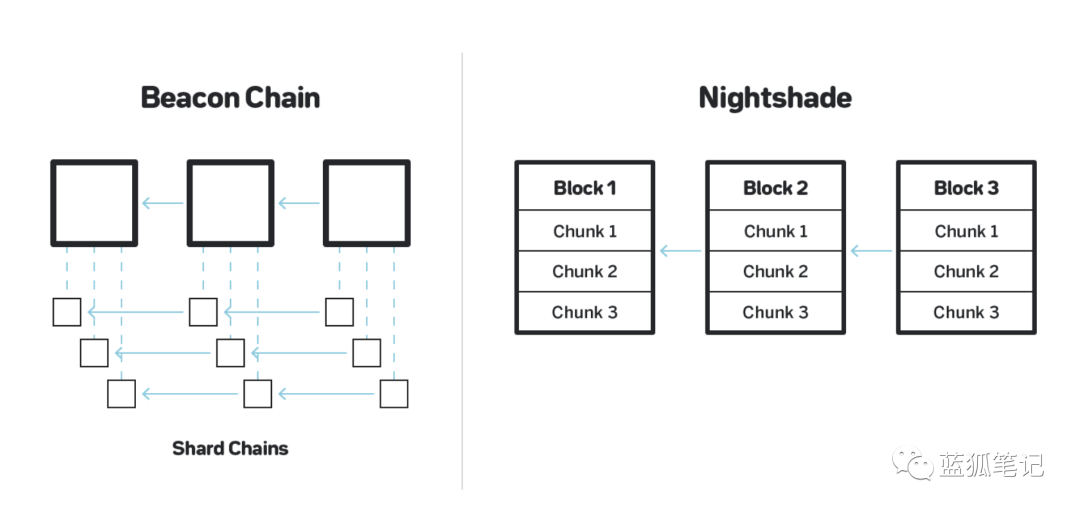 Beacon Chain
Shard Chains
Nightshade
Block 1
Chunk 1
Chunk 2
Chunk 3
Block 2
Chunk 1
Chunk 2
Chunk 3
Block 3
Chunk 1
Chunk 2
Chunk 3
蓝狐笔记